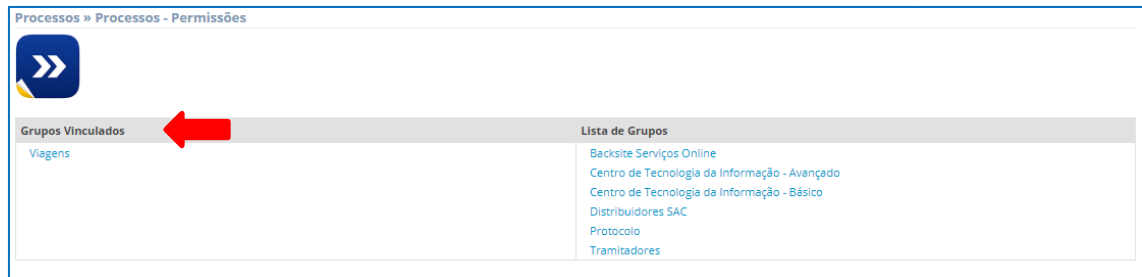 Processos » Processos - Permissões
Grupos Vinculados
Viagens
Lista de Grupos
Backsite Serviços Online
Centro de Tecnologia da Informação - Avançado
Centro de Tecnologia da Informação - Básico
Distribuidores SAC
Protocolo
Tramitadores